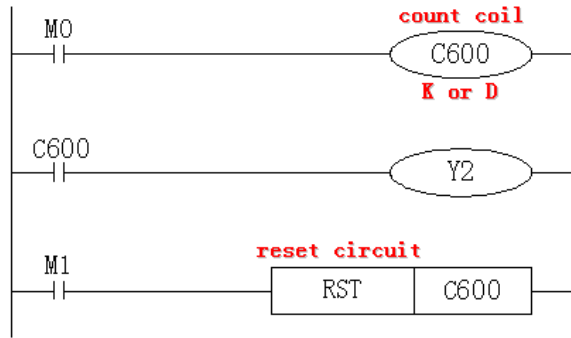 count coil
M0
C600
K or D
C600
Y2
reset circuit
M1
RST C600